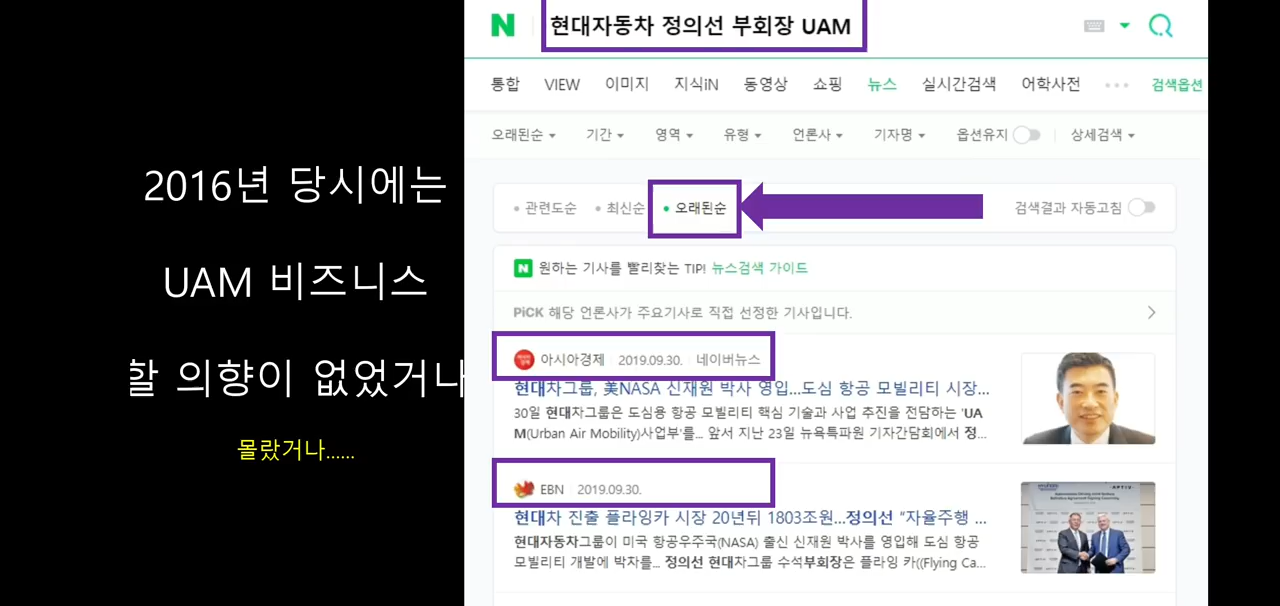 2016년 당시에는
UAM 비즈니스
할 의향이 없었거나
몰랐거나......
N 현대자동차 정의선 부회장 UAM
통합 VIEW 이미지 지식iN 동영상 쇼핑 뉴스 실시간검색 어학사전 검색옵션
오래된순 기간 영역 유형 언론사 기자명 옵션유지 상세검색
관련도순 최신순 오래된순 검색결과 자동고침
N 원하는 기사를 빨리찾는 TIP! 뉴스검색 가이드
PiCK 해당 언론사가 주요기사로 직접 선정한 기사입니다.
아시아경제 2019.09.30. 네이버뉴스
현대차그룹, 美NASA 신재원 박사 영입...도심 항공 모빌리티 시장...
30일 현대차그룹은 도심용 항공 모빌리티 핵심 기술과 사업 추진을 전담하는 'UA
M(Urban Air Mobility)사업부'를... 앞서 지난 23일 뉴욕특파원 기자간담회에서 정...
EBN 2019.09.30.
현대차 진출 플라잉카 시장 20년뒤 1803조원...정의선 “자율주행 ...
현대자동차그룹이 미국 항공우주국(NASA) 출신 신재원 박사를 영입해 도심 항공
모빌리티 개발에 박차를... 정의선 현대차그룹 수석부회장은 플라잉 카((Flying Ca...